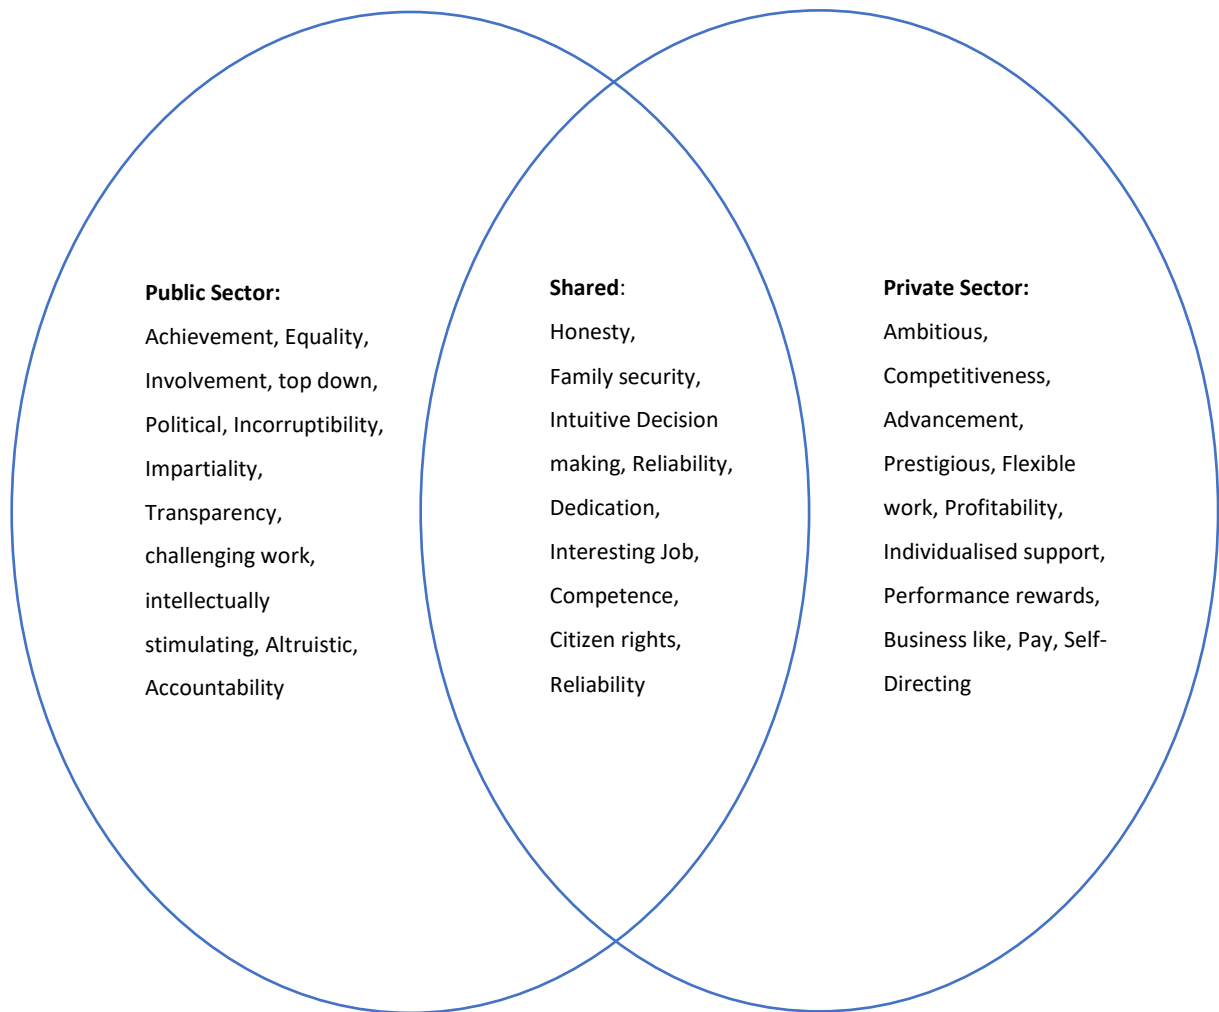 Public Sector:
Achievement, Equality,
Involvement, top down,
Political, Incorruptibility,
Impartiality,
Transparency,
challenging work,
intellectually
stimulating, Altruistic,
Accountability
Shared:
Honesty,
Family security,
Intuitive Decision
making, Reliability,
Dedication,
Interesting Job,
Competence,
Citizen rights,
Reliability
Private Sector:
Ambitious,
Competitiveness,
Advancement,
Prestigious, Flexible
work, Profitability,
Individualised support,
Performance rewards,
Business like, Pay, Self-
Directing